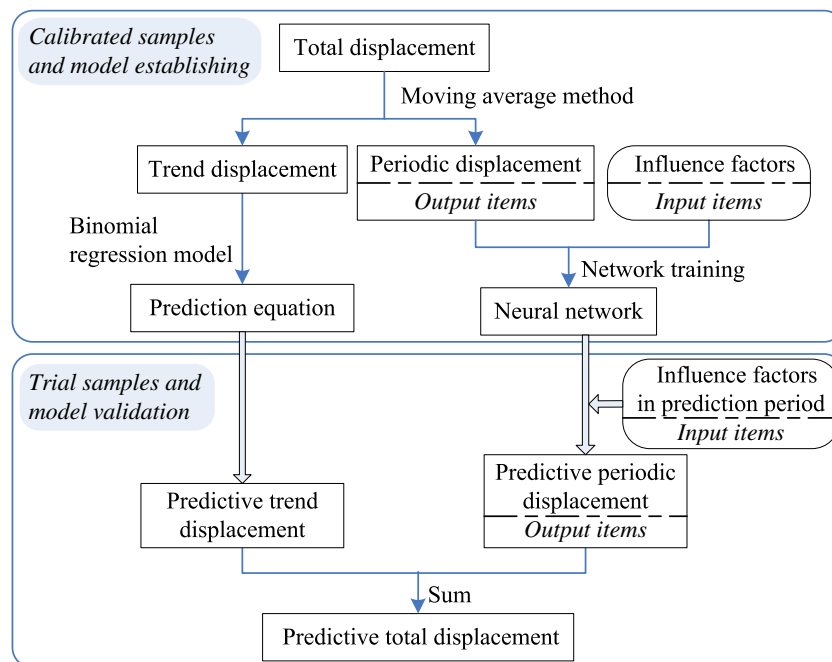 Calibrated samples
and model establishing
Total displacement
Moving average method
Trend displacement
Periodic displacement
Output items
Influence factors
Input items
Binomial
regression model
Network training
Prediction equation
Neural network
Trial samples and
model validation
Influence factors
in prediction period
Input items
Predictive trend
displacement
Predictive periodic
displacement
Output items
Sum
Predictive total displacement